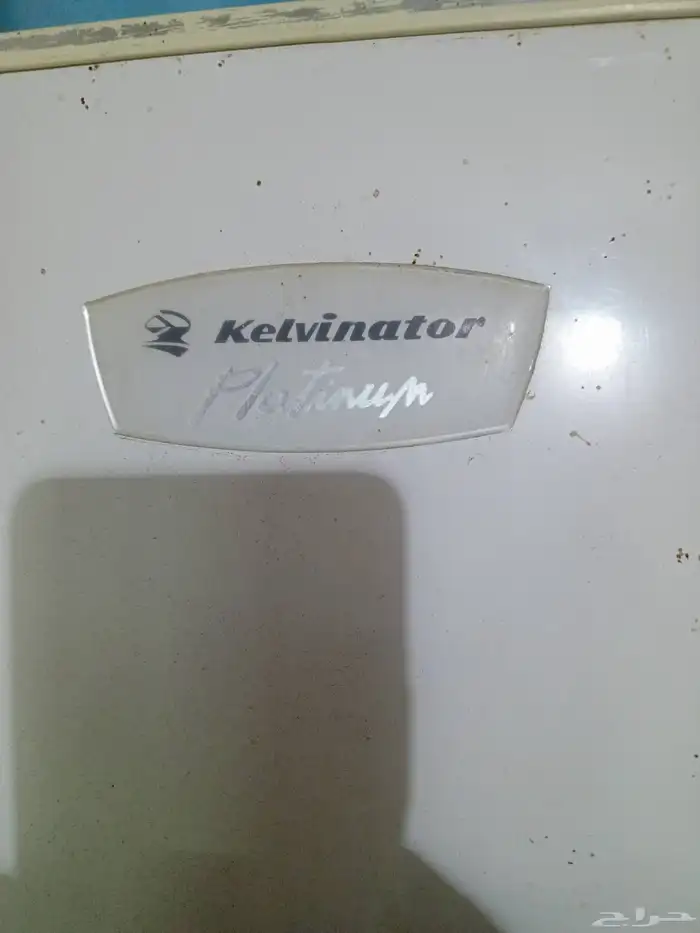 Kelvinator
Platinum
حراج